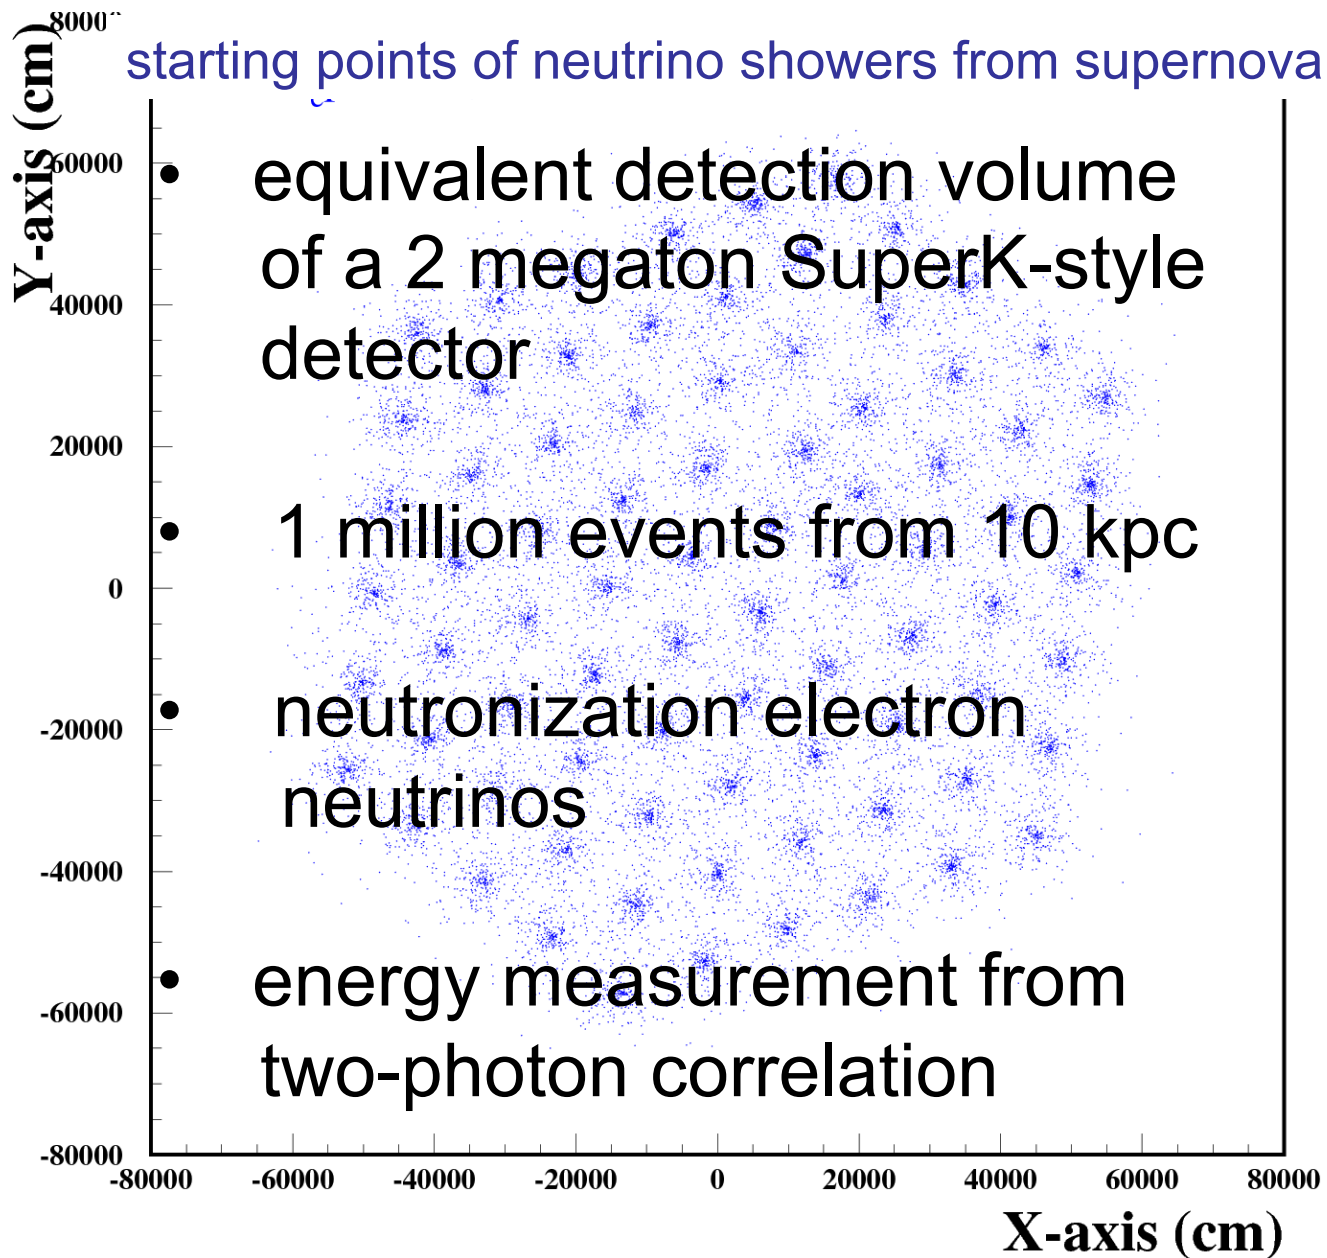 8000
starting points of neutrino showers from supernova
Y-axis (cm)
60000
• equivalent detection volume
of a 2 megaton SuperK-style
40000
detector
20000
• 1 million events from 10 kpc
0
• neutronization electron
-20000
neutrinos
-40000
• energy measurement from
-60000
two-photon correlation
-80000
-80000 -60000 -40000 -20000 0 20000 40000 60000 80000
X-axis (cm)